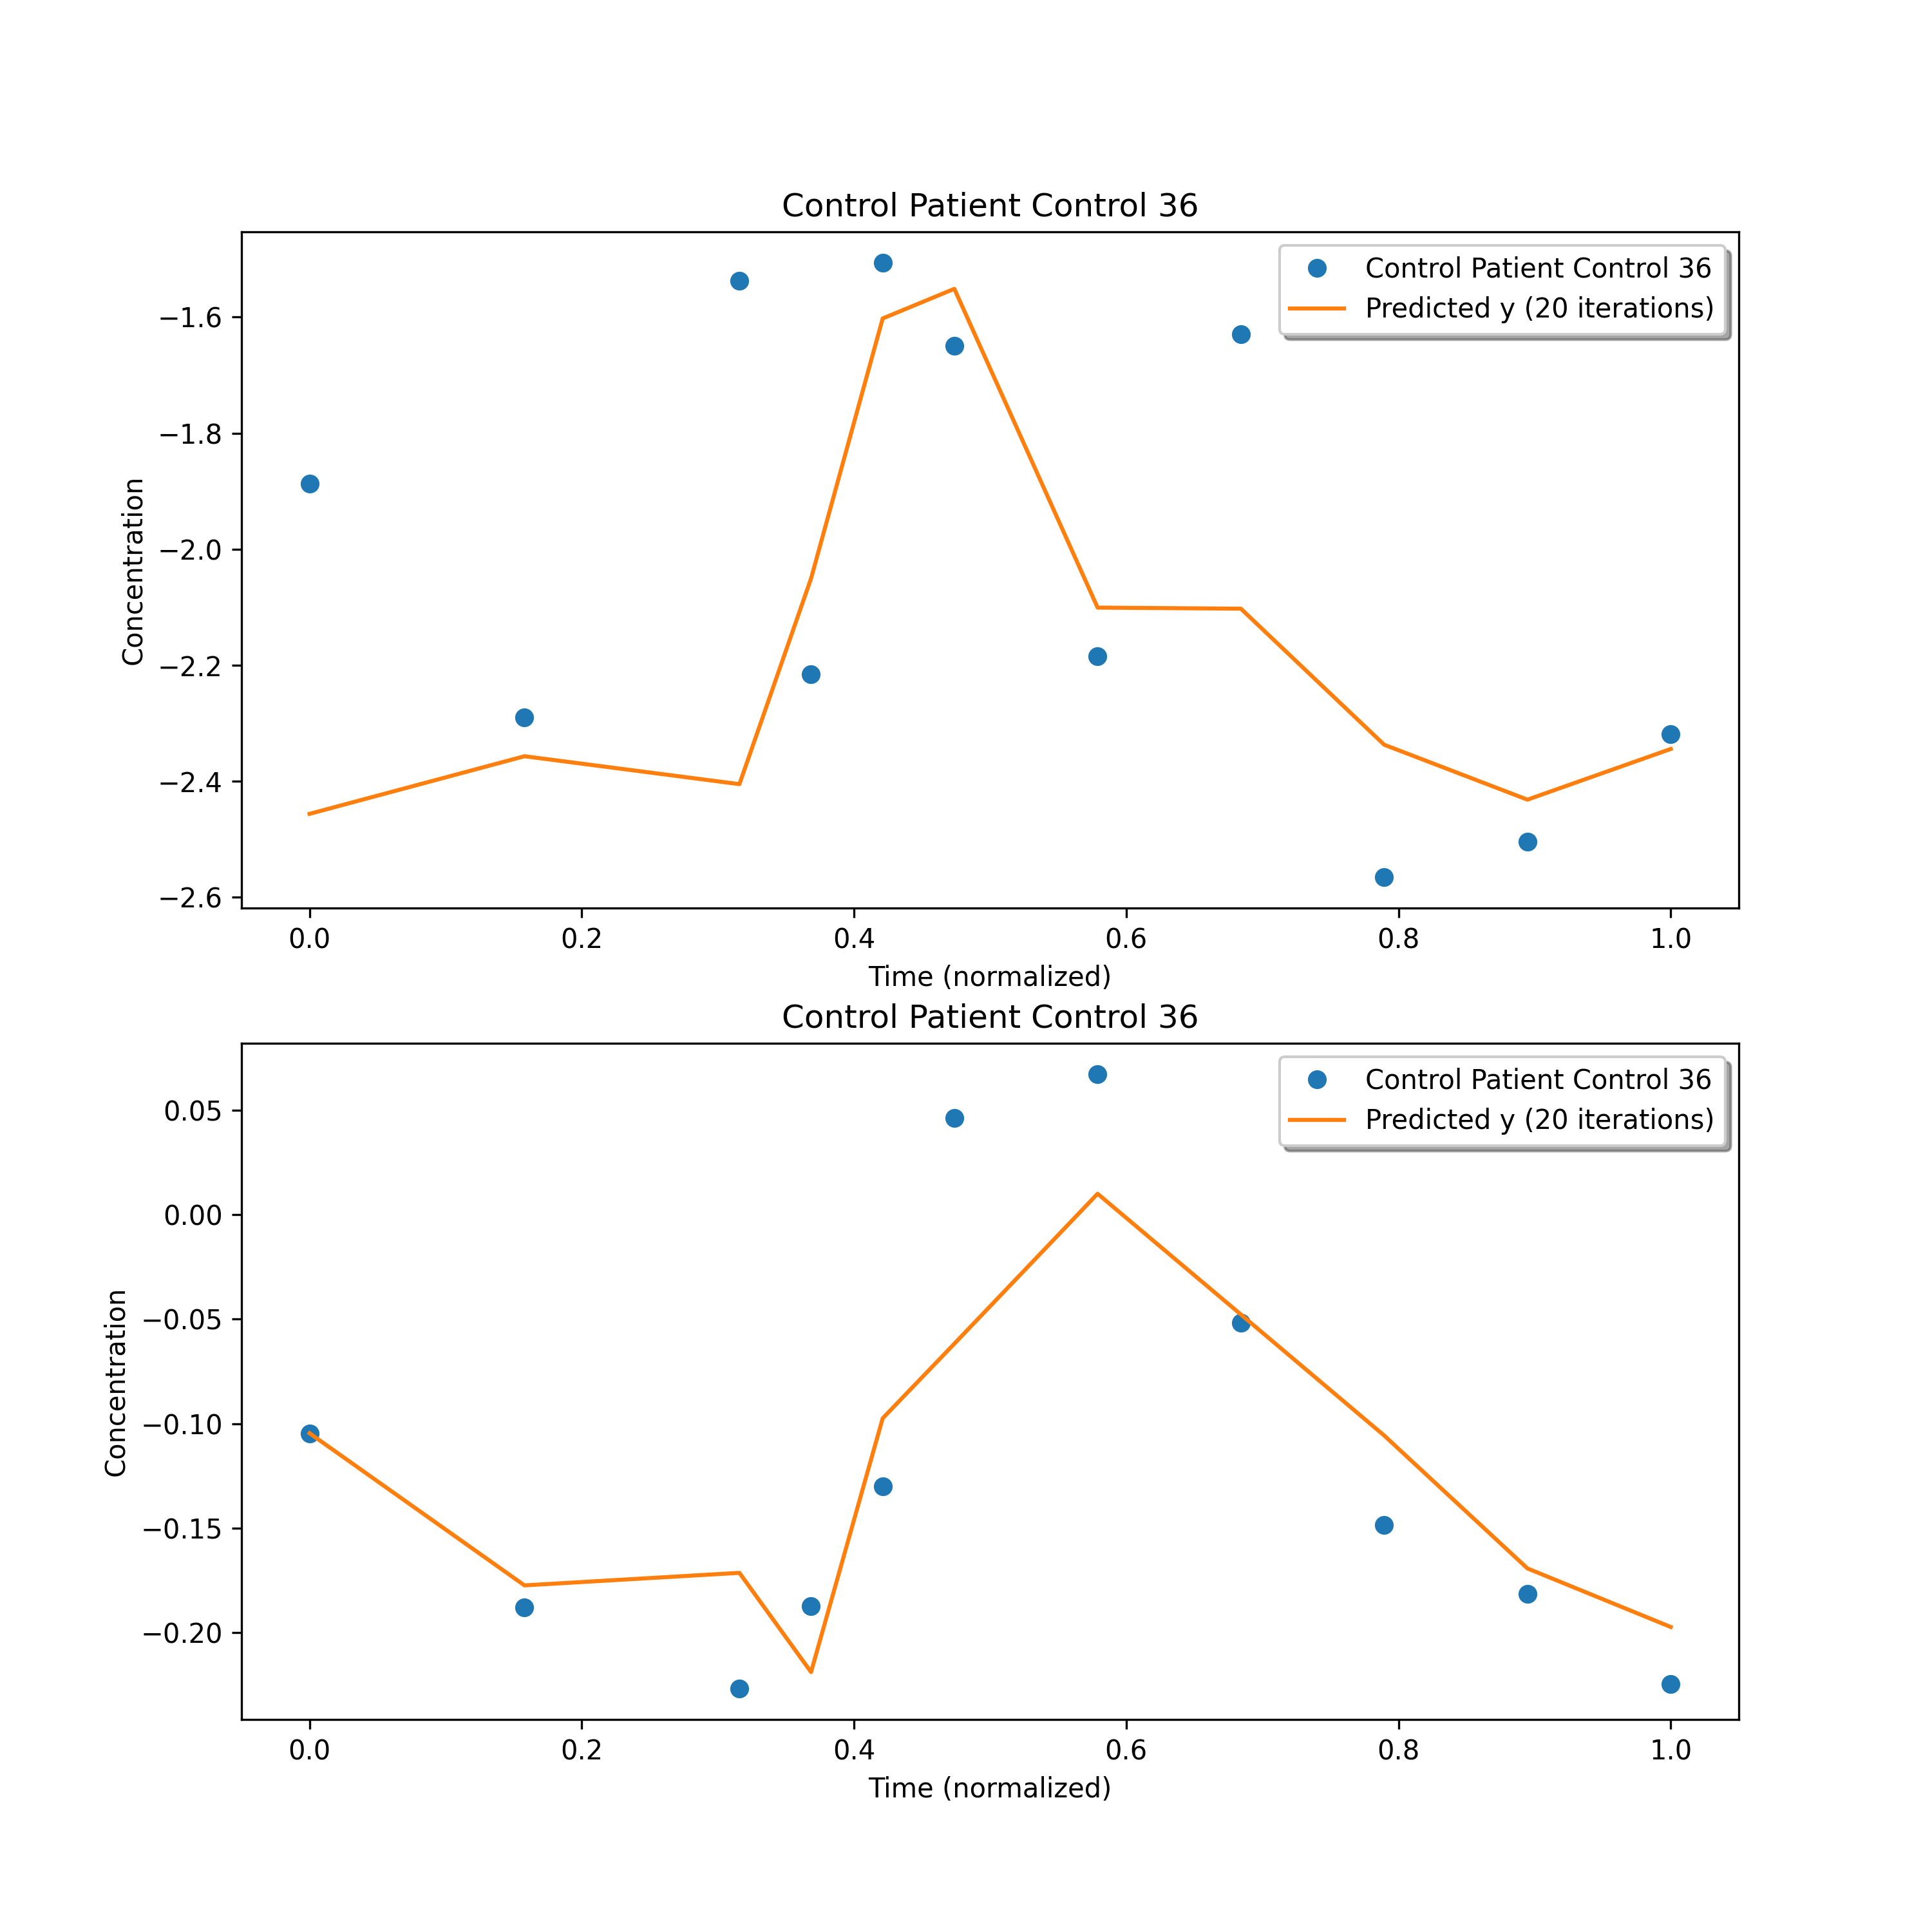 Control Patient Control 36
Control Patient Control 36
Predicted y (20 iterations)
−1.6
−1.8
−2.0
−2.2
−2.4
−2.6
Concentration
0.0 0.2 0.4 0.6 0.8 1.0
Time (normalized)
Control Patient Control 36
Control Patient Control 36
Predicted y (20 iterations)
0.05
0.00
−0.05
−0.10
−0.15
−0.20
Concentration
0.0 0.2 0.4 0.6 0.8 1.0
Time (normalized)